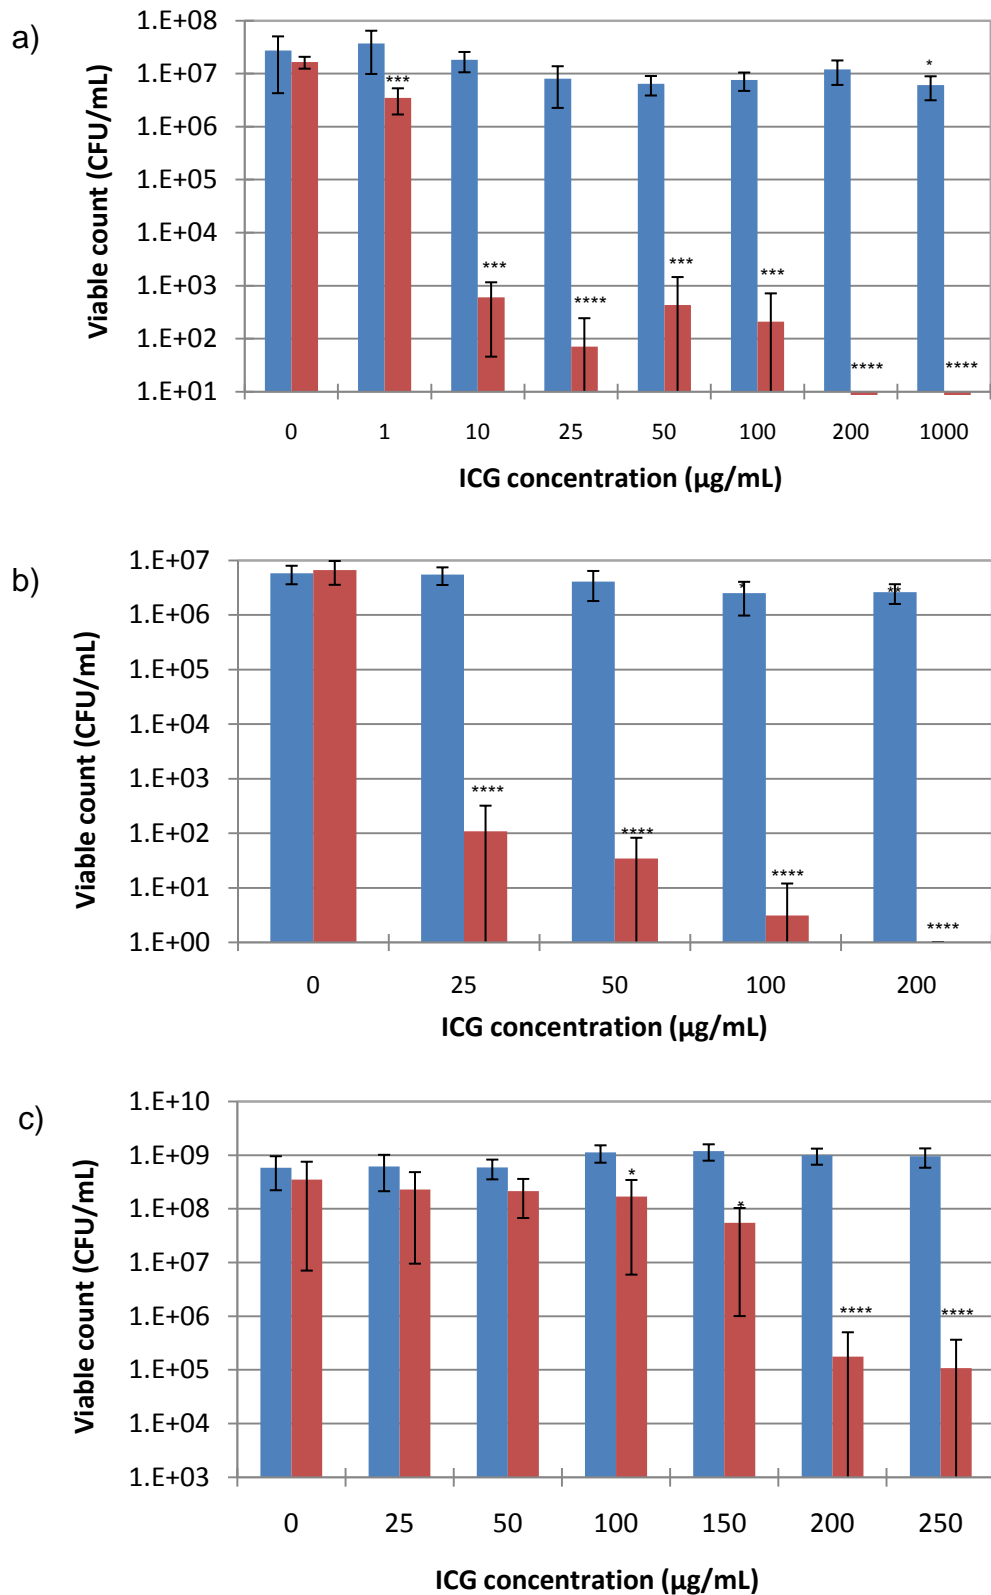 a)
Viable count (CFU/mL)
1.E+08
1.E+07
1.E+06
1.E+05
1.E+04
1.E+03
1.E+02
1.E+01
***
***
****
***
***
****
*
****
0 1 10 25 50 100 200 1000
ICG concentration (µg/mL)
b)
Viable count (CFU/mL)
1.E+07
1.E+06
1.E+05
1.E+04
1.E+03
1.E+02
1.E+01
1.E+00
****
****
*
****
**
****
0 25 50 100 200
ICG concentration (µg/mL)
c)
Viable count (CFU/mL)
1.E+10
1.E+09
1.E+08
1.E+07
1.E+06
1.E+05
1.E+04
1.E+03
*
*
****
****
0 25 50 100 150 200 250
ICG concentration (µg/mL)